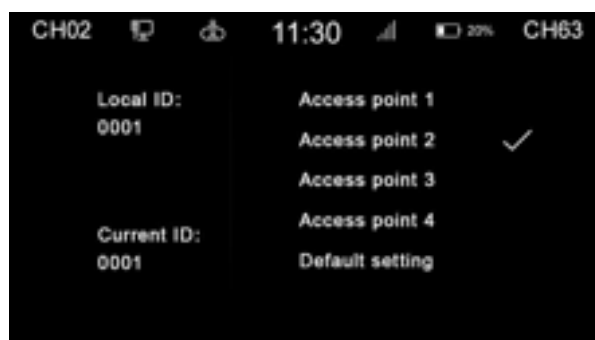 CH02 11:30 20% CH63
Local ID:
0001
Current ID:
0001
Access point 1
Access point 2
Access point 3
Access point 4
Default setting